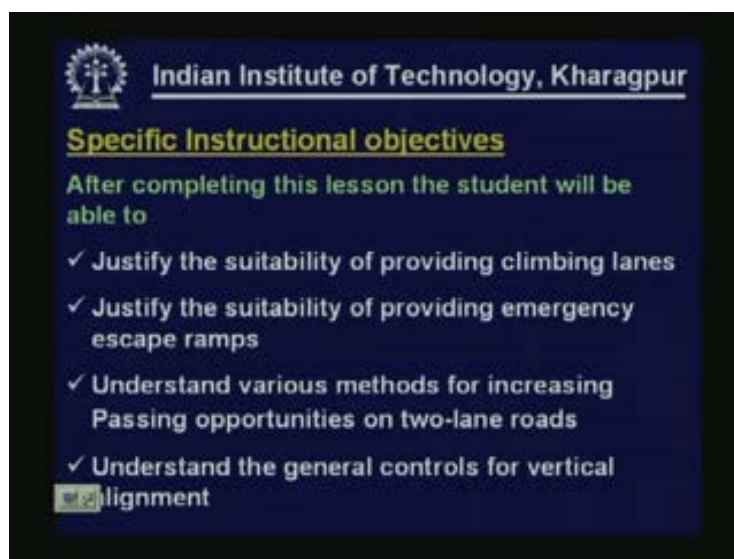 Indian Institute of Technology, Kharagpur
Specific Instructional objectives
After completing this lesson the student will be
able to
✓ Justify the suitability of providing climbing lanes
✓ Justify the suitability of providing emergency
escape ramps
✓ Understand various methods for increasing
Passing opportunities on two-lane roads
✓ Understand the general controls for vertical
lignment